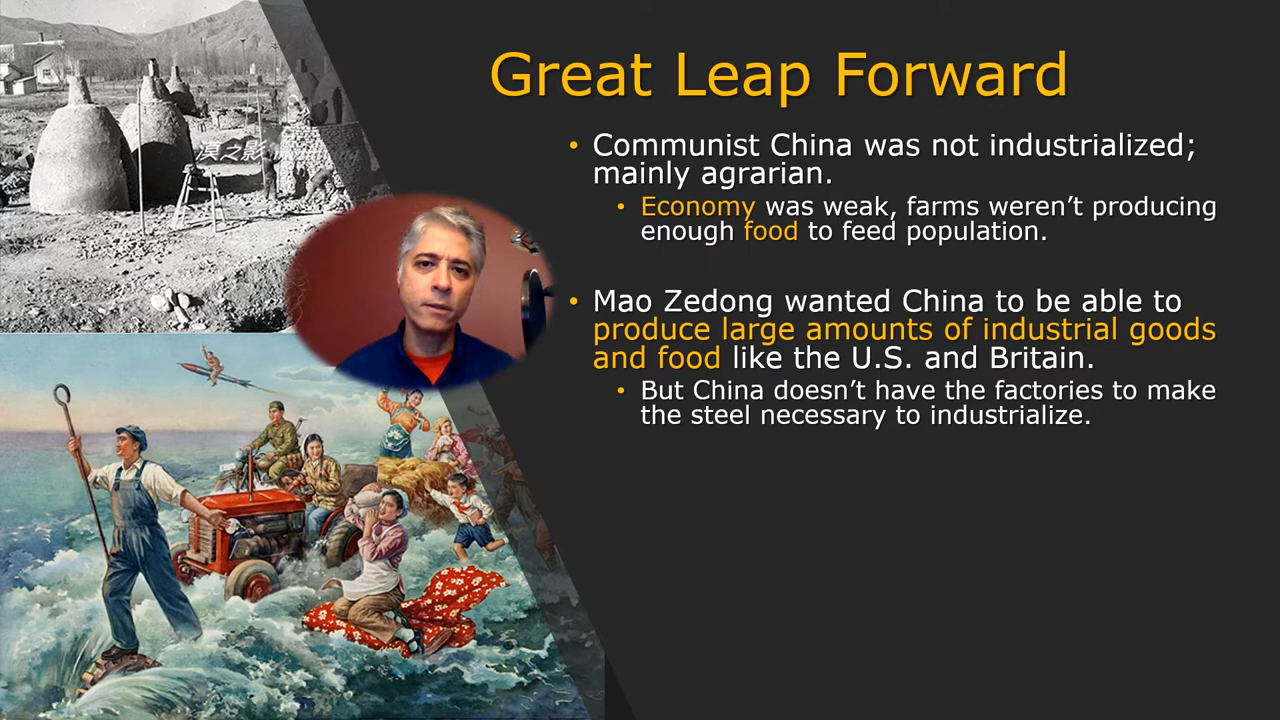 Great Leap Forward
• Communist China was not industrialized;
mainly agrarian.
• Economy was weak, farms weren’t producing
enough food to feed population.
• Mao Zedong wanted China to be able to
produce large amounts of industrial goods
and food like the U.S. and Britain.
• But China doesn’t have the factories to make
the steel necessary to industrialize.
之影